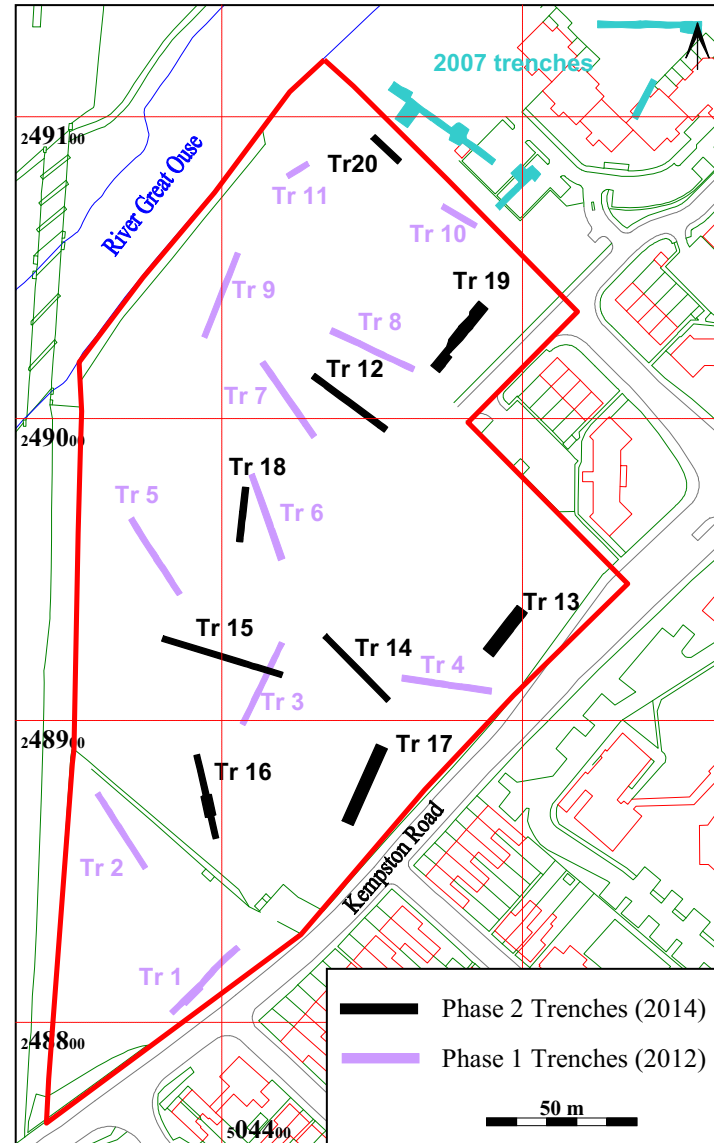 2007 trenches
249100
River Great Ouse
Tr20
Tr 11
Tr 10
Tr 9
Tr 19
Tr 8
Tr 12
Tr 7
249000
Tr 18
Tr 5
Tr 6
Tr 13
Tr 15
Tr 14
Tr 4
Tr 3
248900
Tr 17
Tr 16
Tr 2
Kempston Road
Tr 1
Phase 2 Trenches (2014)
248800
Phase 1 Trenches (2012)
50 m
504400